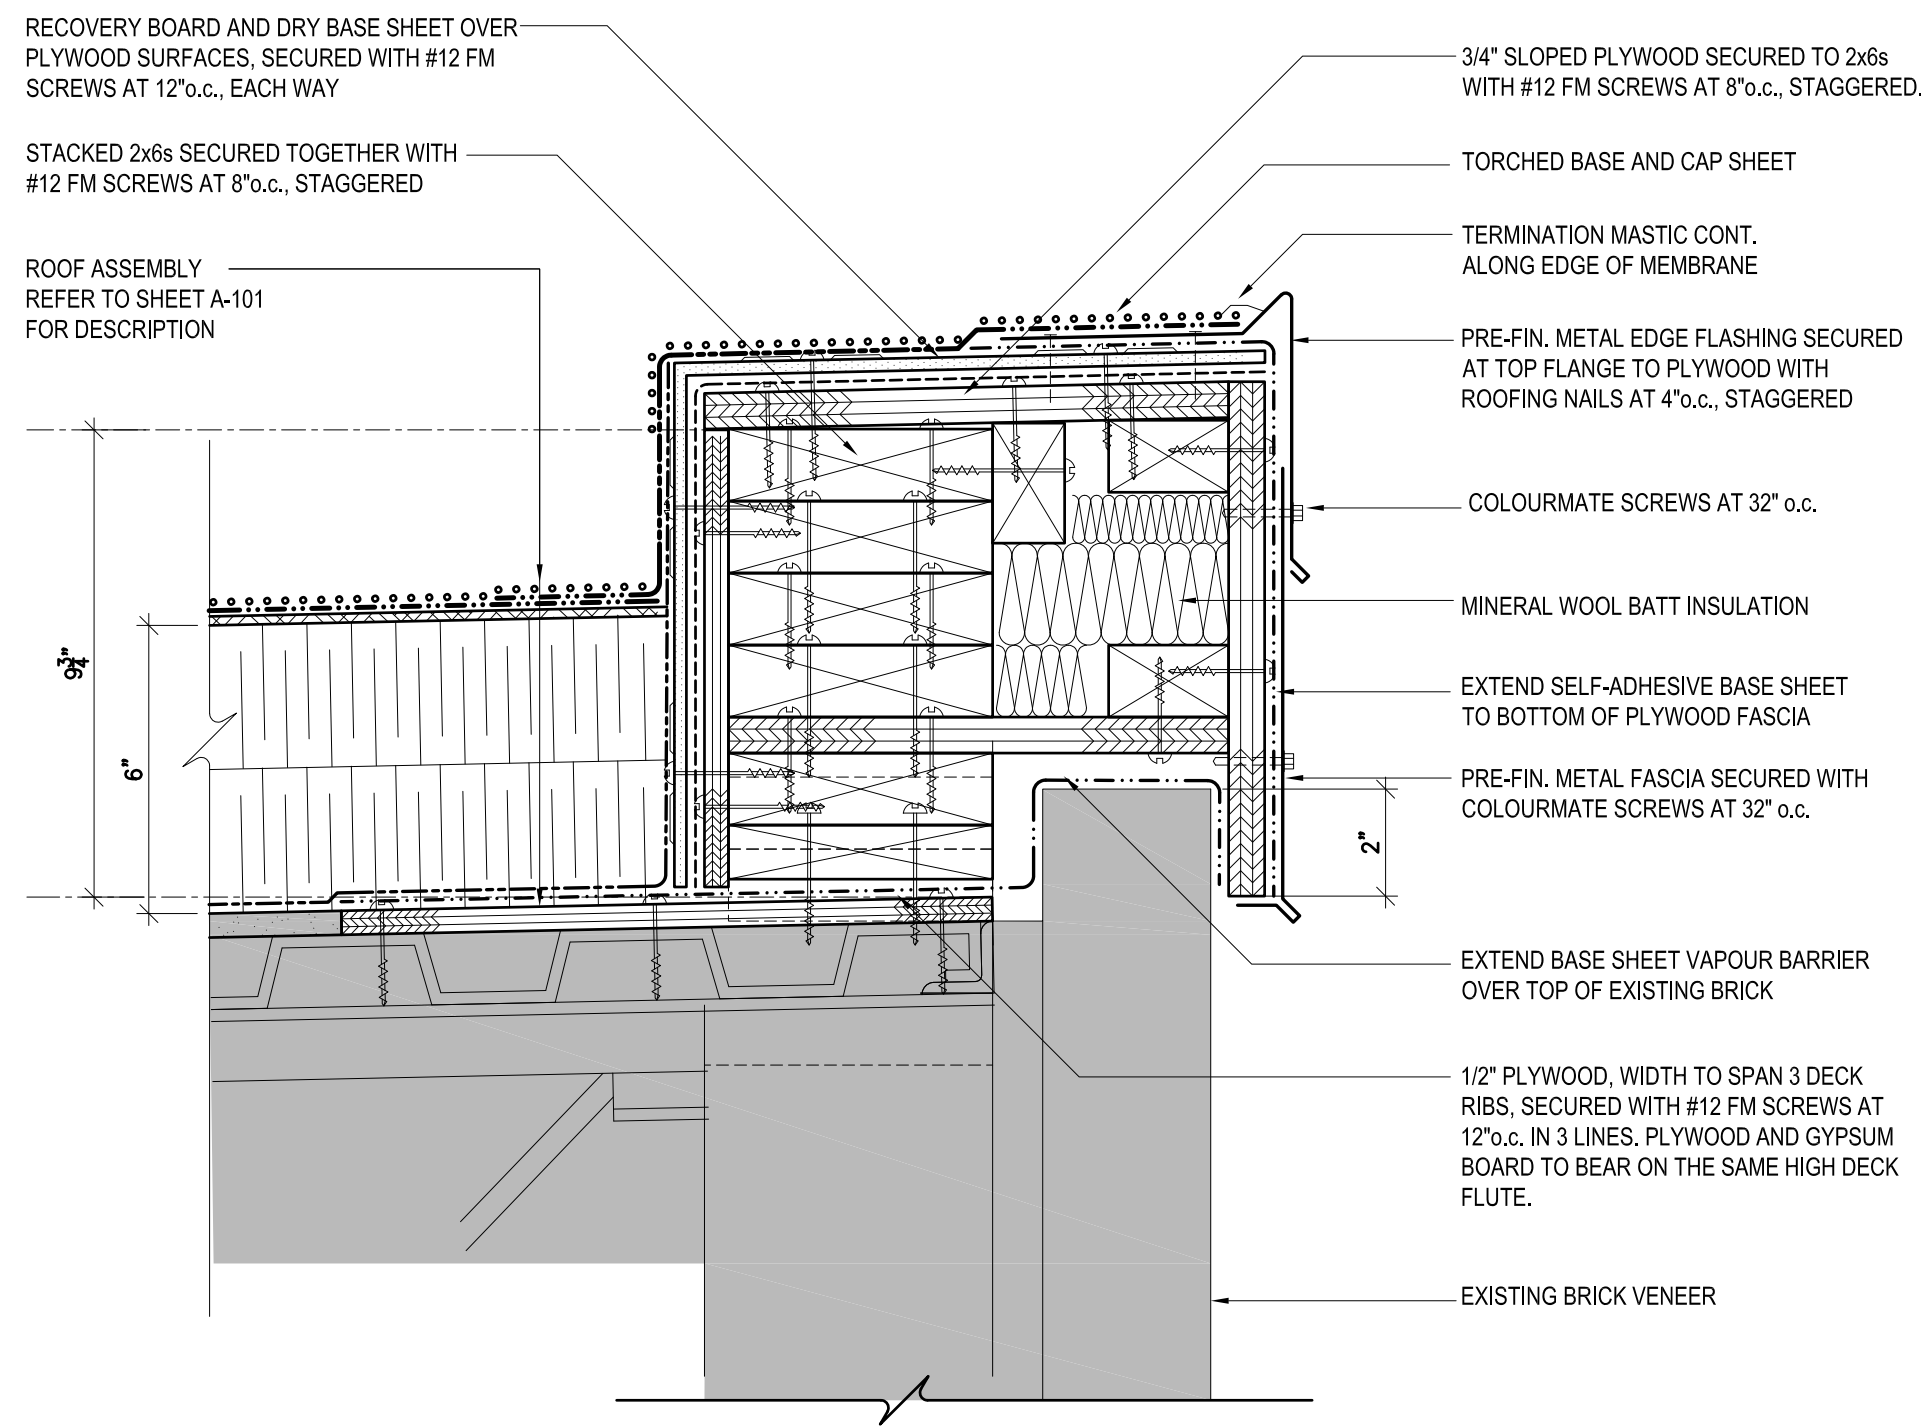 RECOVERY BOARD AND DRY BASE SHEET OVER
PLYWOOD SURFACES, SECURED WITH #12 FM
SCREWS AT 12"o.c., EACH WAY
STACKED 2x6s SECURED TOGETHER WITH
#12 FM SCREWS AT 8"o.c., STAGGERED
ROOF ASSEMBLY
REFER TO SHEET A-101
FOR DESCRIPTION
9 3/4"
6"
3/4" SLOPED PLYWOOD SECURED TO 2x6s
WITH #12 FM SCREWS AT 8"o.c., STAGGERED.
TORCHED BASE AND CAP SHEET
TERMINATION MASTIC CONT.
ALONG EDGE OF MEMBRANE
PRE-FIN. METAL EDGE FLASHING SECURED
AT TOP FLANGE TO PLYWOOD WITH
ROOFING NAILS AT 4"o.c., STAGGERED
COLOURMATE SCREWS AT 32" o.c.
MINERAL WOOL BATT INSULATION
EXTEND SELF-ADHESIVE BASE SHEET
TO BOTTOM OF PLYWOOD FASCIA
PRE-FIN. METAL FASCIA SECURED WITH
COLOURMATE SCREWS AT 32" o.c.
2"
EXTEND BASE SHEET VAPOUR BARRIER
OVER TOP OF EXISTING BRICK
1/2" PLYWOOD, WIDTH TO SPAN 3 DECK
RIBS, SECURED WITH #12 FM SCREWS AT
12"o.c. IN 3 LINES. PLYWOOD AND GYPSUM
BOARD TO BEAR ON THE SAME HIGH DECK
FLUTE.
EXISTING BRICK VENEER